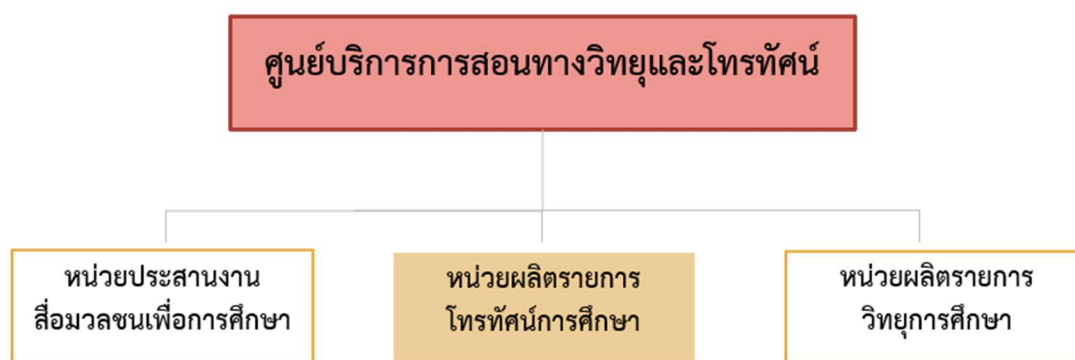 ศูนย์บริการการสอนทางวิทยุและโทรทัศน์
หน่วยประสานงาน
สื่อมวลชนเพื่อการศึกษา
หน่วยผลิตรายการ
โทรทัศน์การศึกษา
หน่วยผลิตรายการ
วิทยุการศึกษา